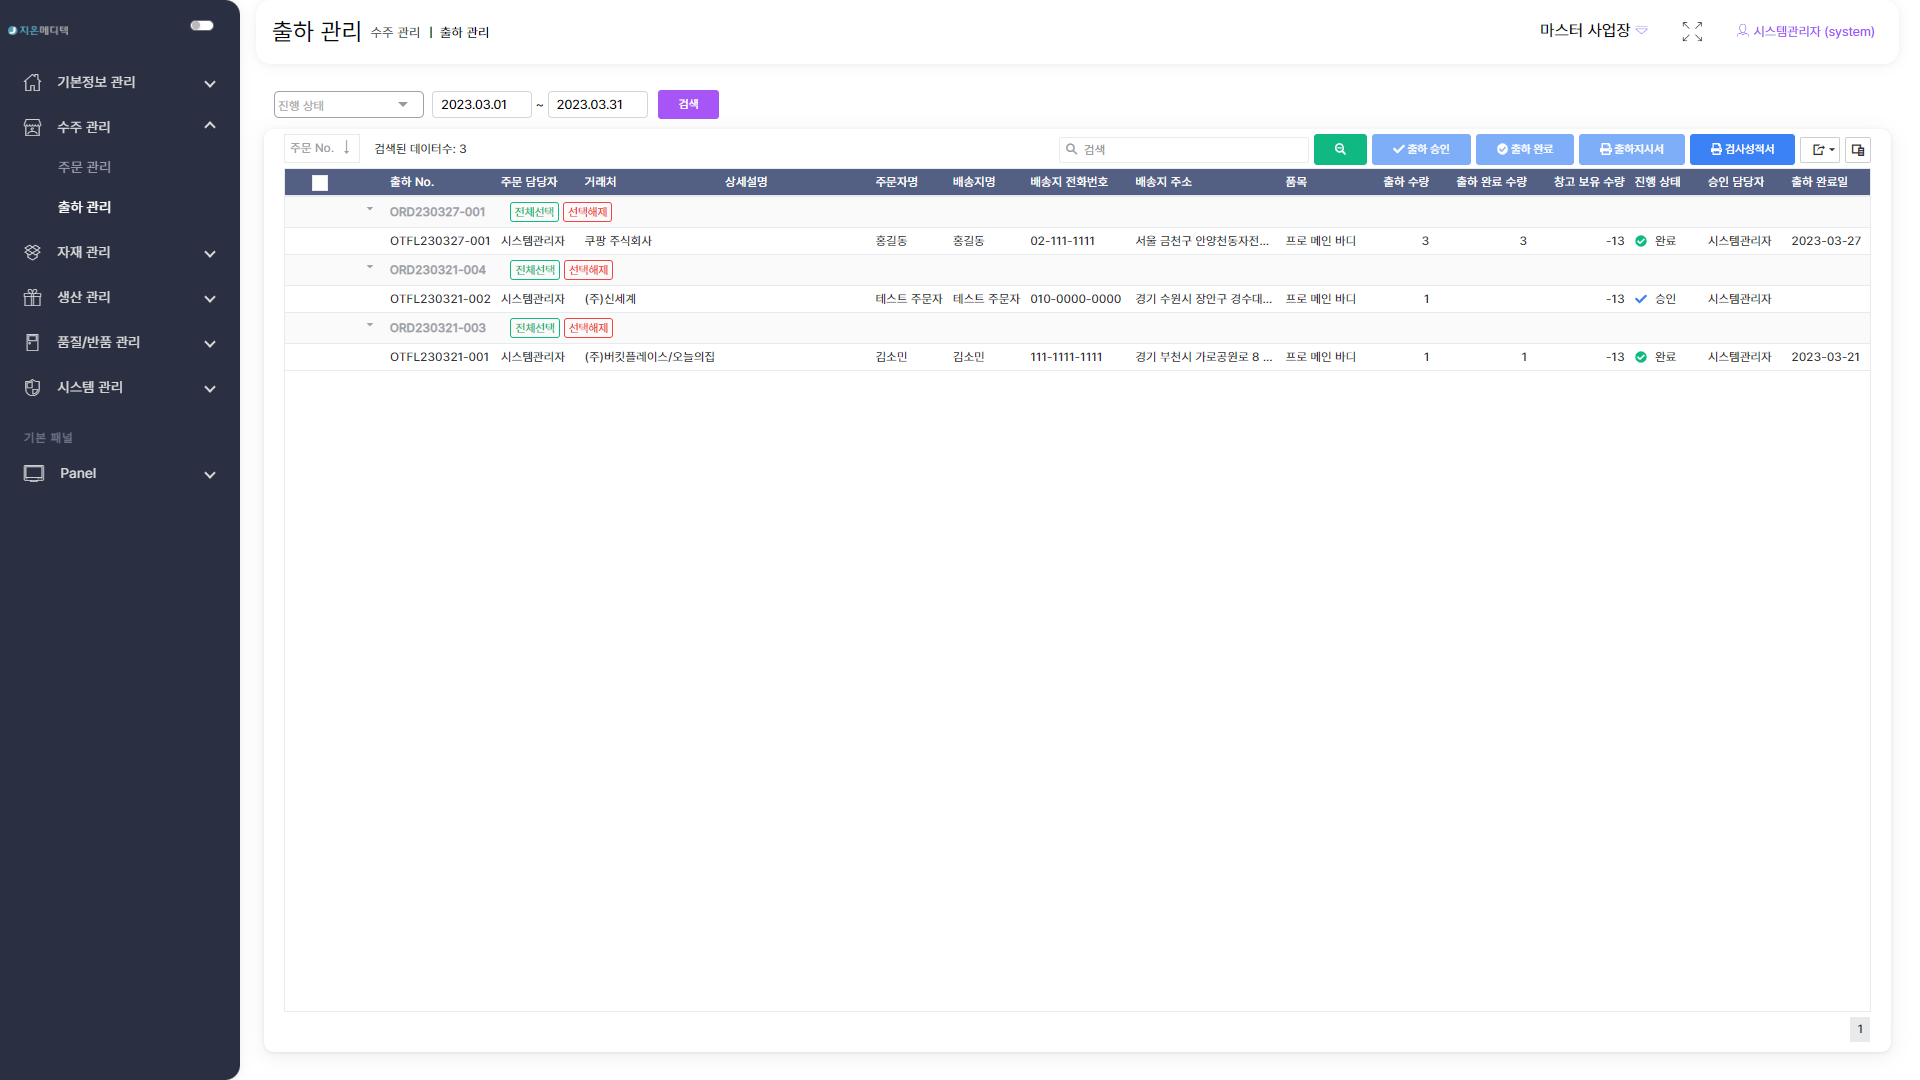 지온메디텍
기본정보 관리
수주 관리
주문 관리
출하 관리
자재 관리
생산 관리
품질/반품 관리
시스템 관리
기본 패널
Panel
출하 관리 수주 관리 | 출하 관리
마스터 사업장
시스템관리자 (system)
진행 상태 2023.03.01 ~ 2023.03.31 검색
주문 No. ↓ 검색된 데이터수: 3 검색 출하 승인 출하 완료 출하지시서 검사성적서
출하 No. 주문 담당자 거래처 상세설명 주문자명 배송지명 배송지 전화번호 배송지 주소 품목 출하 수량 출하 완료 수량 창고 보유 수량 진행 상태 승인 담당자 출하 완료일
ORD230327-001 전체선택 선택해제
OTFL230327-001 시스템관리자 쿠팡 주식회사 홍길동 홍길동 02-111-1111 서울 금천구 안양천동자전... 프로 메인 바디 3 3 -13 완료 시스템관리자 2023-03-27
ORD230321-004 전체선택 선택해제
OTFL230321-002 시스템관리자 (주)신세계 테스트 주문자 테스트 주문자 010-0000-0000 경기 수원시 장안구 경수대... 프로 메인 바디 1 -13 승인 시스템관리자
ORD230321-003 전체선택 선택해제
OTFL230321-001 시스템관리자 (주)버킷플레이스/오늘의집 김소민 김소민 111-1111-1111 경기 부천시 가로공원로 8 ... 프로 메인 바디 1 1 -13 완료 시스템관리자 2023-03-21
1